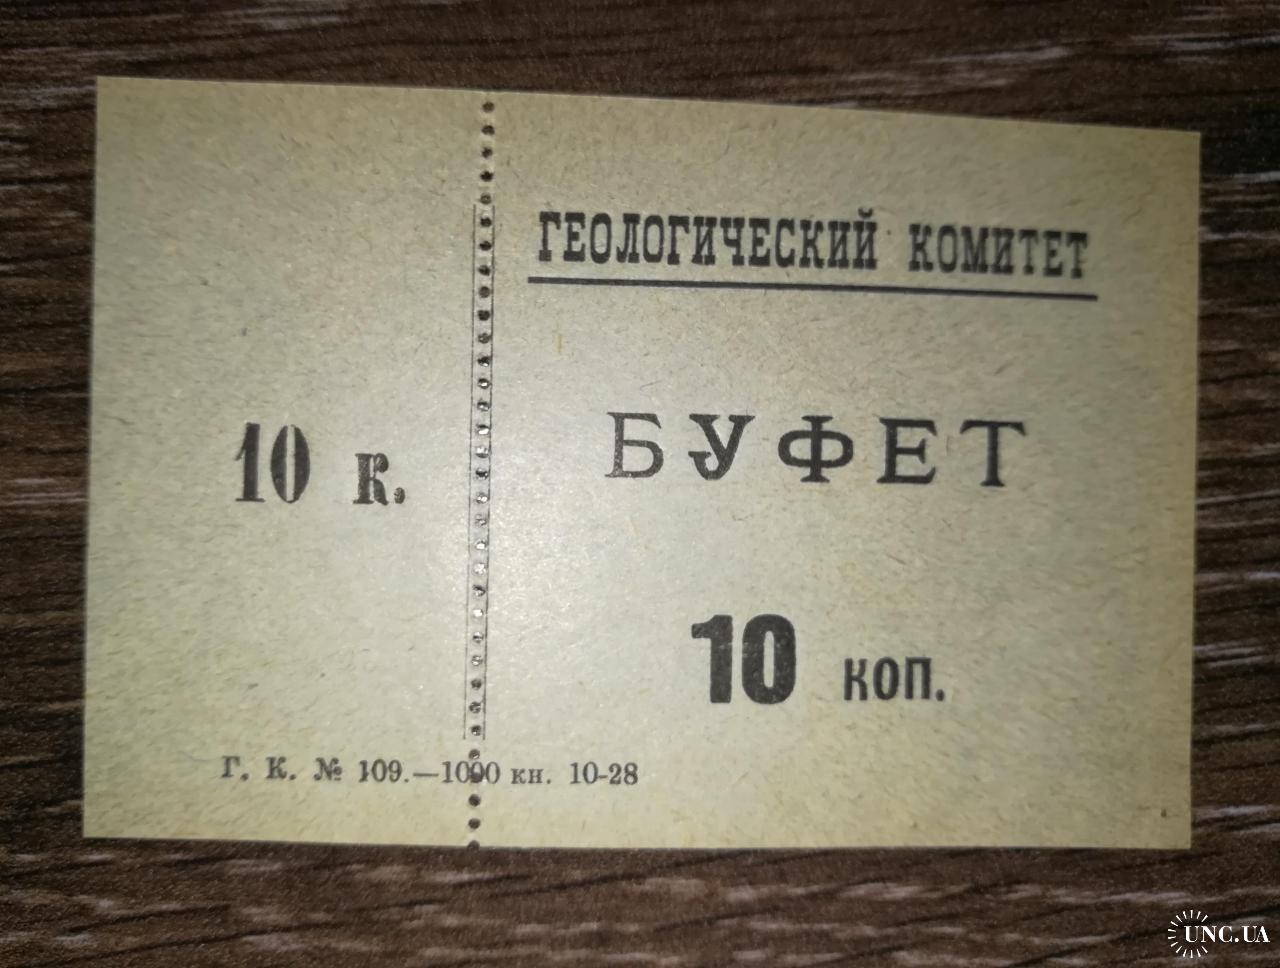 ГЕОЛОГИЧЕСКИЙ КОМИТЕТ
БУФЕТ
10 к.
10 коп.
Г. К. № 109.—1000 кн. 10-28
UNC.UA